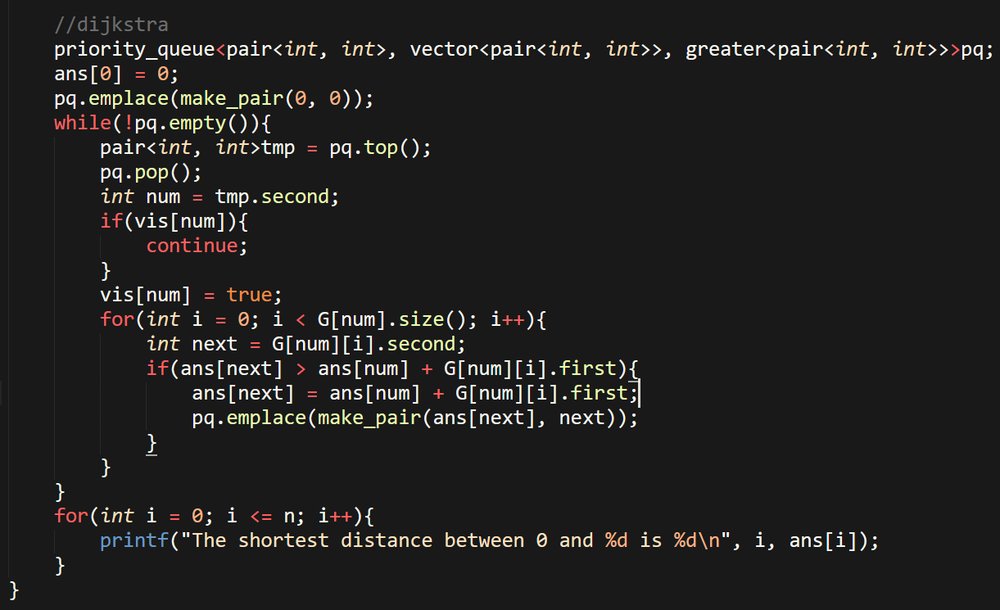 //dijkstra
priority_queue<pair<int, int>, vector<pair<int, int>>, greater<pair<int, int>>>pq;
ans[0] = 0;
pq.emplace(make_pair(0, 0));
while(!pq.empty()){
pair<int, int>tmp = pq.top();
pq.pop();
int num = tmp.second;
if(vis[num]){
continue;
}
vis[num] = true;
for(int i = 0; i < G[num].size(); i++){
int next = G[num][i].second;
if(ans[next] > ans[num] + G[num][i].first){
ans[next] = ans[num] + G[num][i].first;
pq.emplace(make_pair(ans[next], next));
}
}
}
for(int i = 0; i <= n; i++){
printf("The shortest distance between 0 and %d is %d\n", i, ans[i]);
}
}